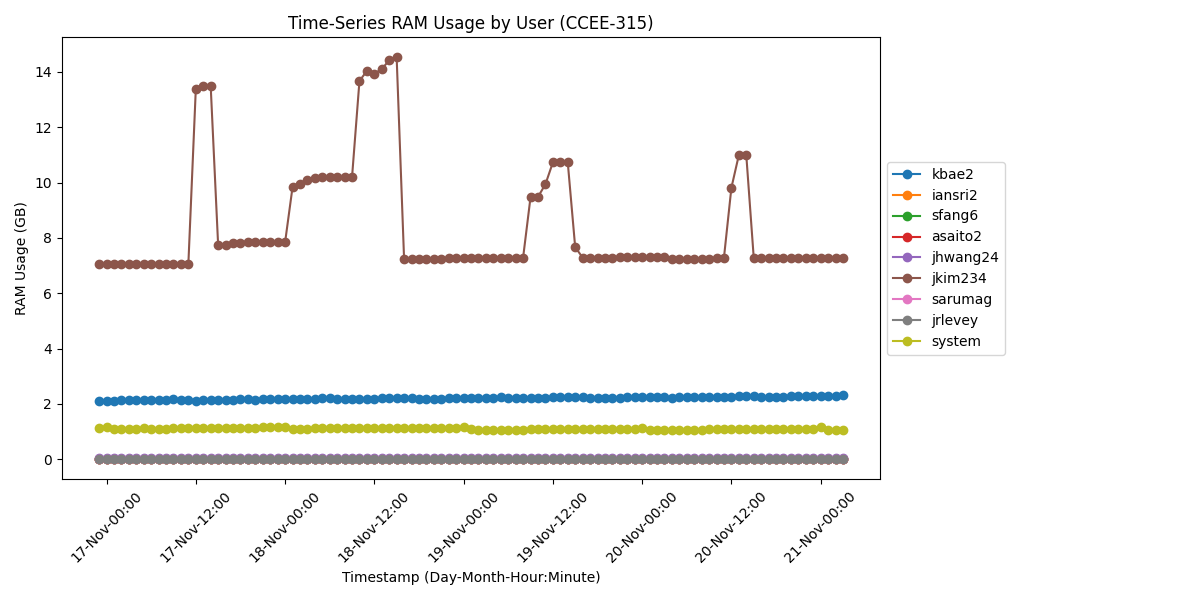 Time-Series RAM Usage by User (CCEE-315)
RAM Usage (GB)
14
12
10
8
6
4
2
0
17-Nov-00:00
17-Nov-12:00
18-Nov-00:00
18-Nov-12:00
19-Nov-00:00
19-Nov-12:00
20-Nov-00:00
20-Nov-12:00
21-Nov-00:00
Timestamp (Day-Month-Hour:Minute)
kbae2
iansri2
sfang6
asaito2
jhwang24
jkim234
sarumag
jrlevey
system